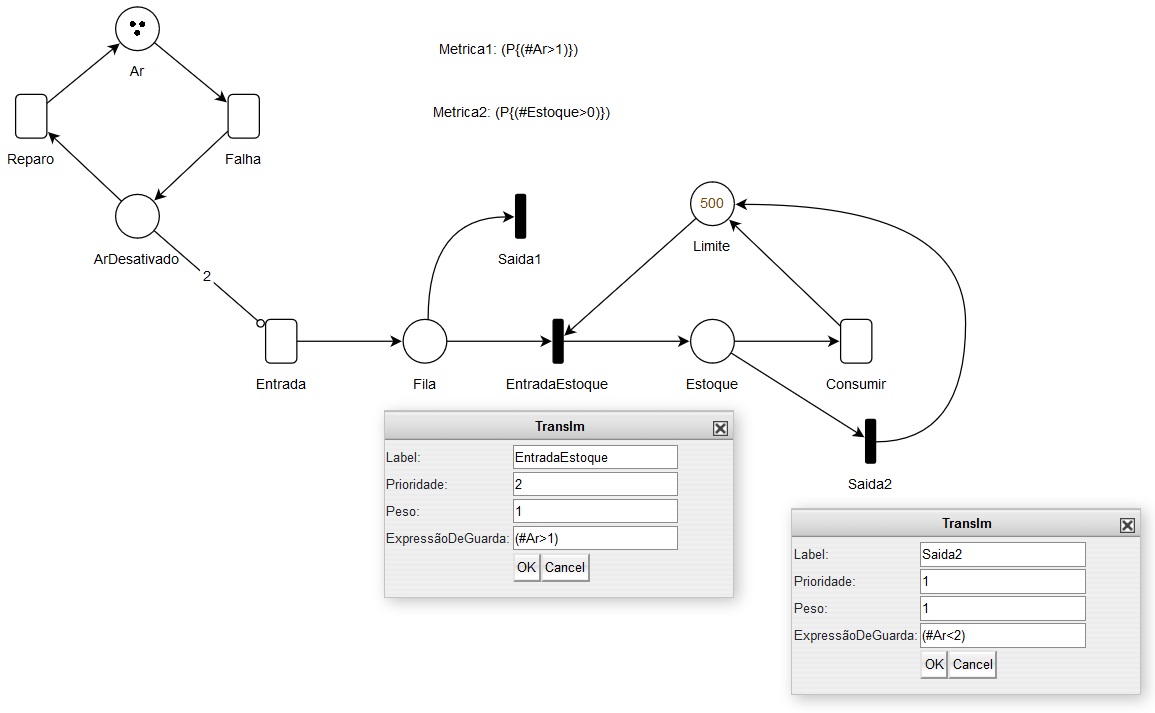 Ar
Metrica1: (P{(#Ar>1)})
Metrica2: (P{(#Estoque>0)})
Reparo
Falha
500
ArDesativado
Saida1
Limite
2
Entrada
Fila
EntradaEstoque
Estoque
Consumir
TransIm
Label: EntradaEstoque
Prioridade: 2
Peso: 1
ExpressãoDeGuarda: (#Ar>1)
OK Cancel
Saida2
TransIm
Label: Saida2
Prioridade: 1
Peso: 1
ExpressãoDeGuarda: (#Ar<2)
OK Cancel